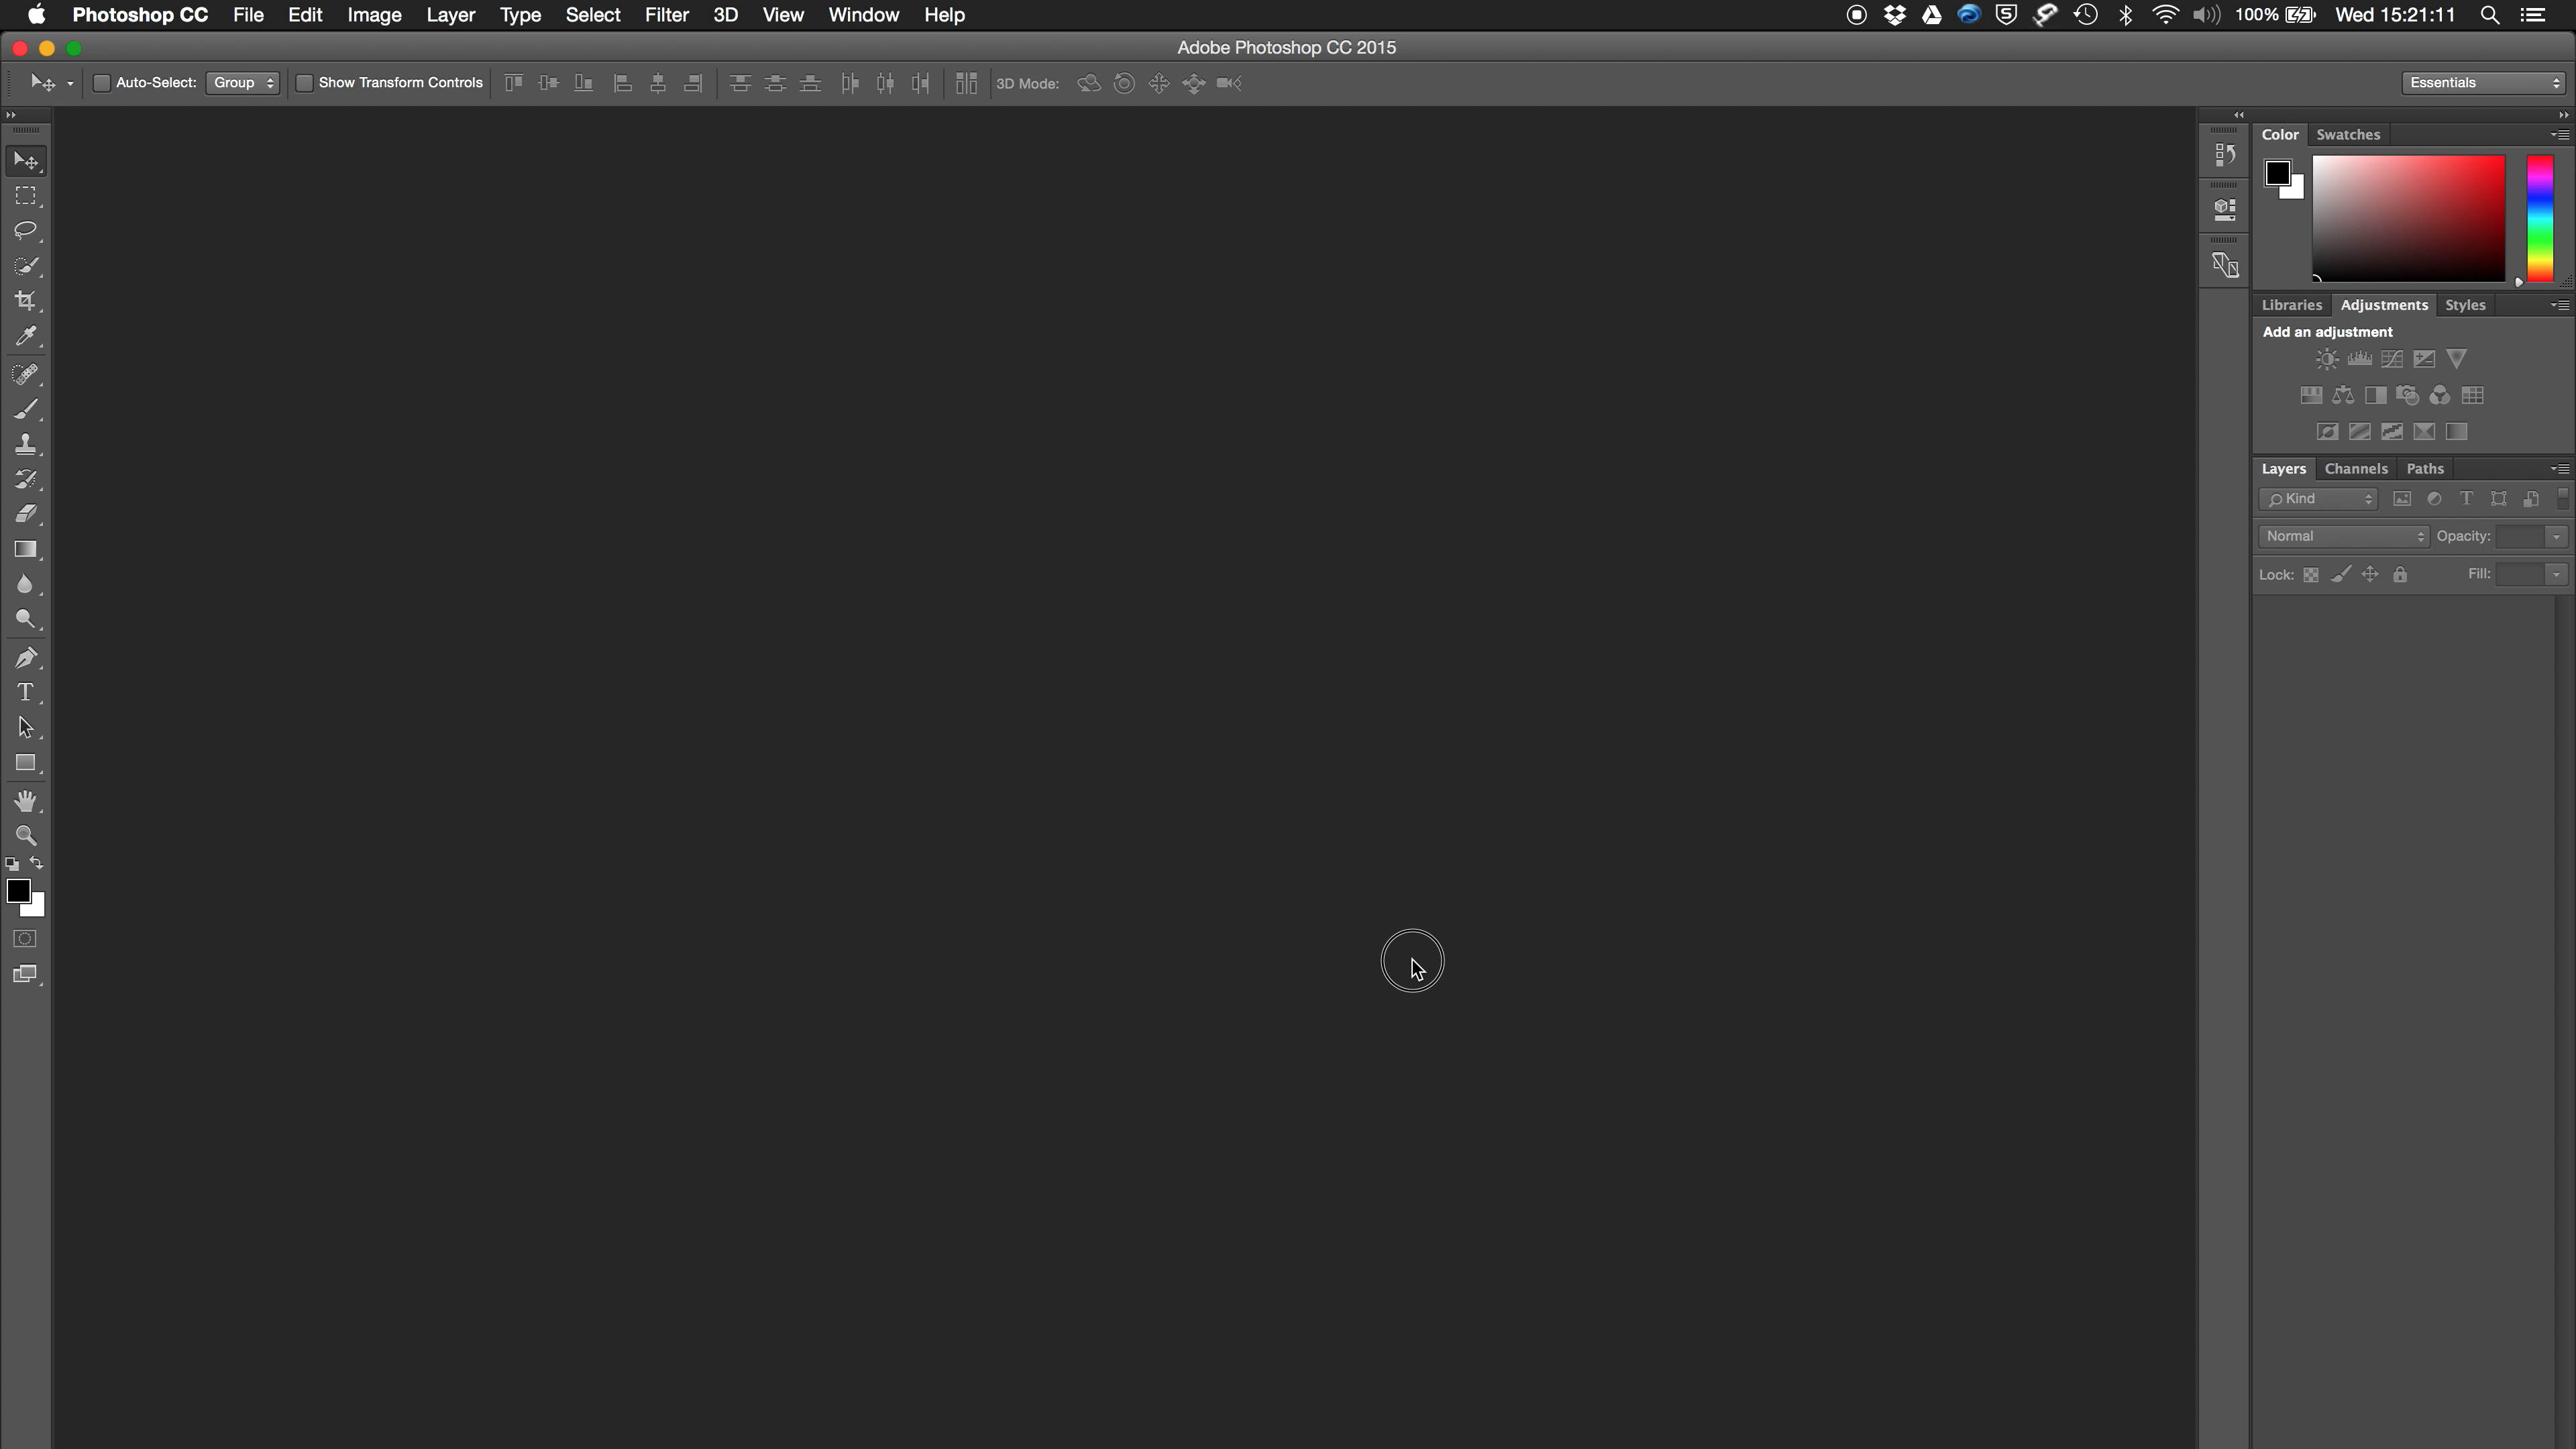 Photoshop CC File Edit Image Layer Type Select Filter 3D View Window Help 100% Wed 15:21:11
Adobe Photoshop CC 2015
Auto-Select: Group Show Transform Controls 3D Mode: Essentials
Color Swatches
Libraries Adjustments Styles
Add an adjustment
Layers Channels Paths
Kind
Normal Opacity:
Lock: Fill: